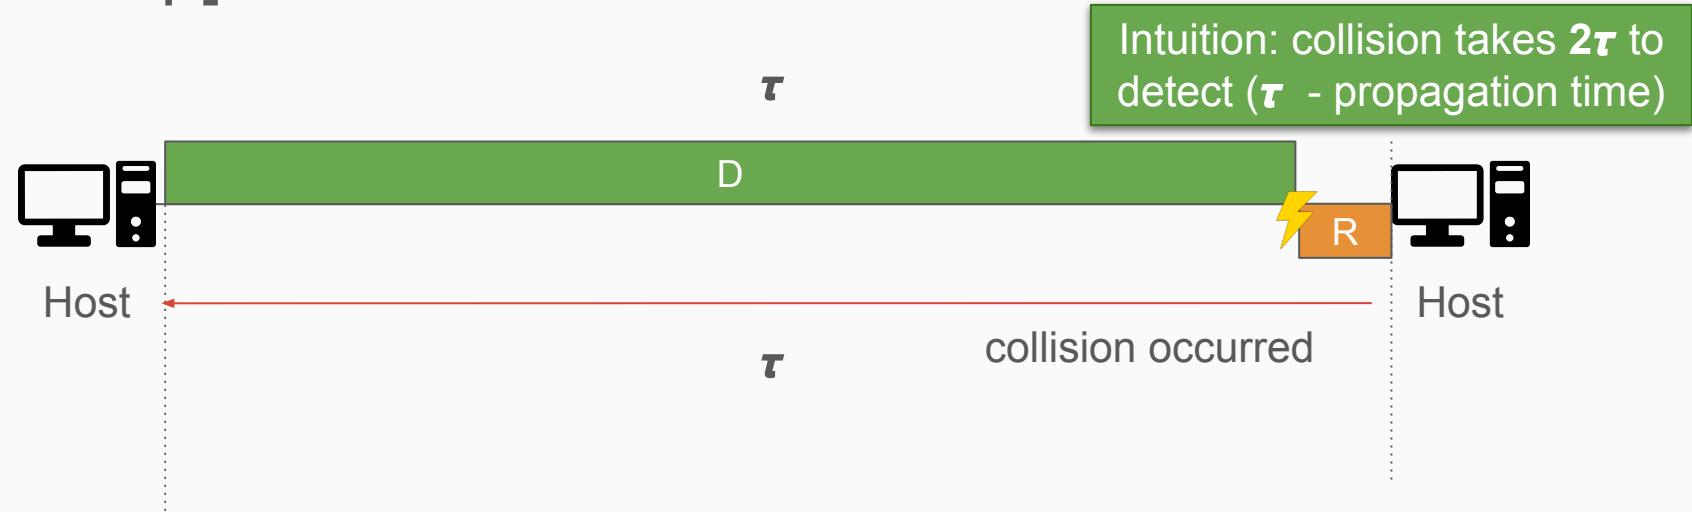 Intuition: collision takes 2τ to
detect (τ - propagation time)
τ
D
R
Host
Host
collision occurred
τ